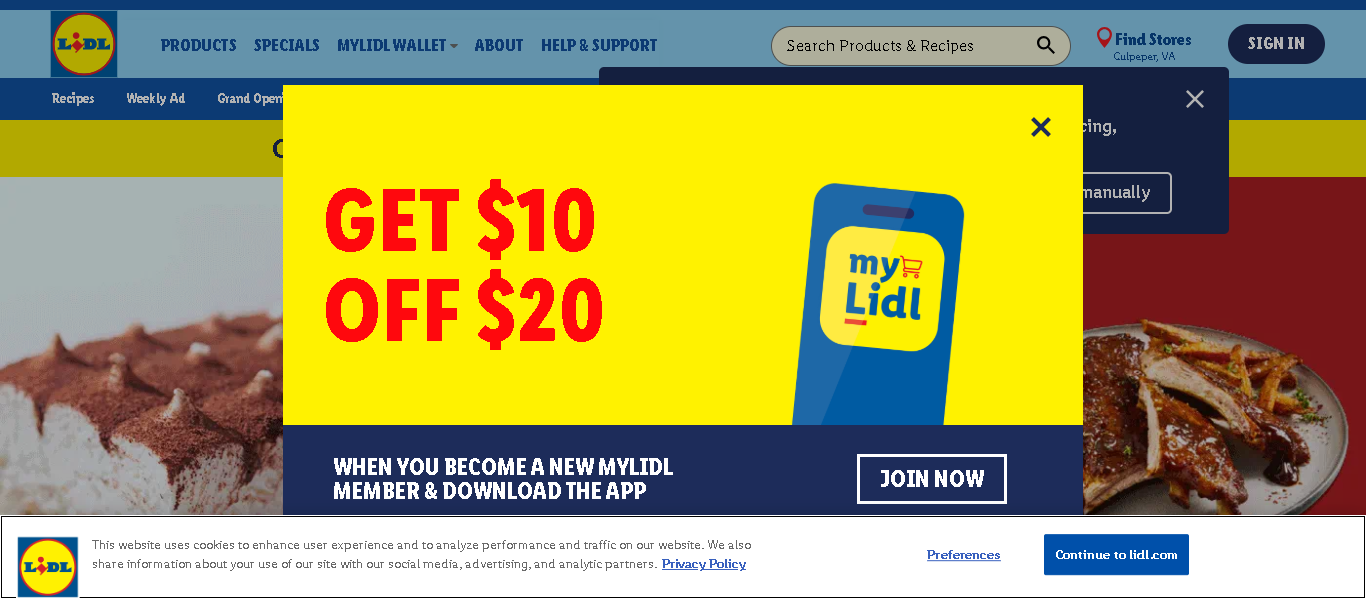 LIDL
PRODUCTS SPECIALS MYLIDL WALLET ABOUT HELP & SUPPORT
Search Products & Recipes
Find Stores
Culpeper, VA
SIGN IN
Recipes Weekly Ad Grand Openi
cing,
manually
GET $10
OFF $20
my
Lidl
WHEN YOU BECOME A NEW MYLIDL
MEMBER & DOWNLOAD THE APP
JOIN NOW
LIDL
This website uses cookies to enhance user experience and to analyze performance and traffic on our website. We also
share information about your use of our site with our social media, advertising, and analytic partners. Privacy Policy
Preferences
Continue to lidl.com